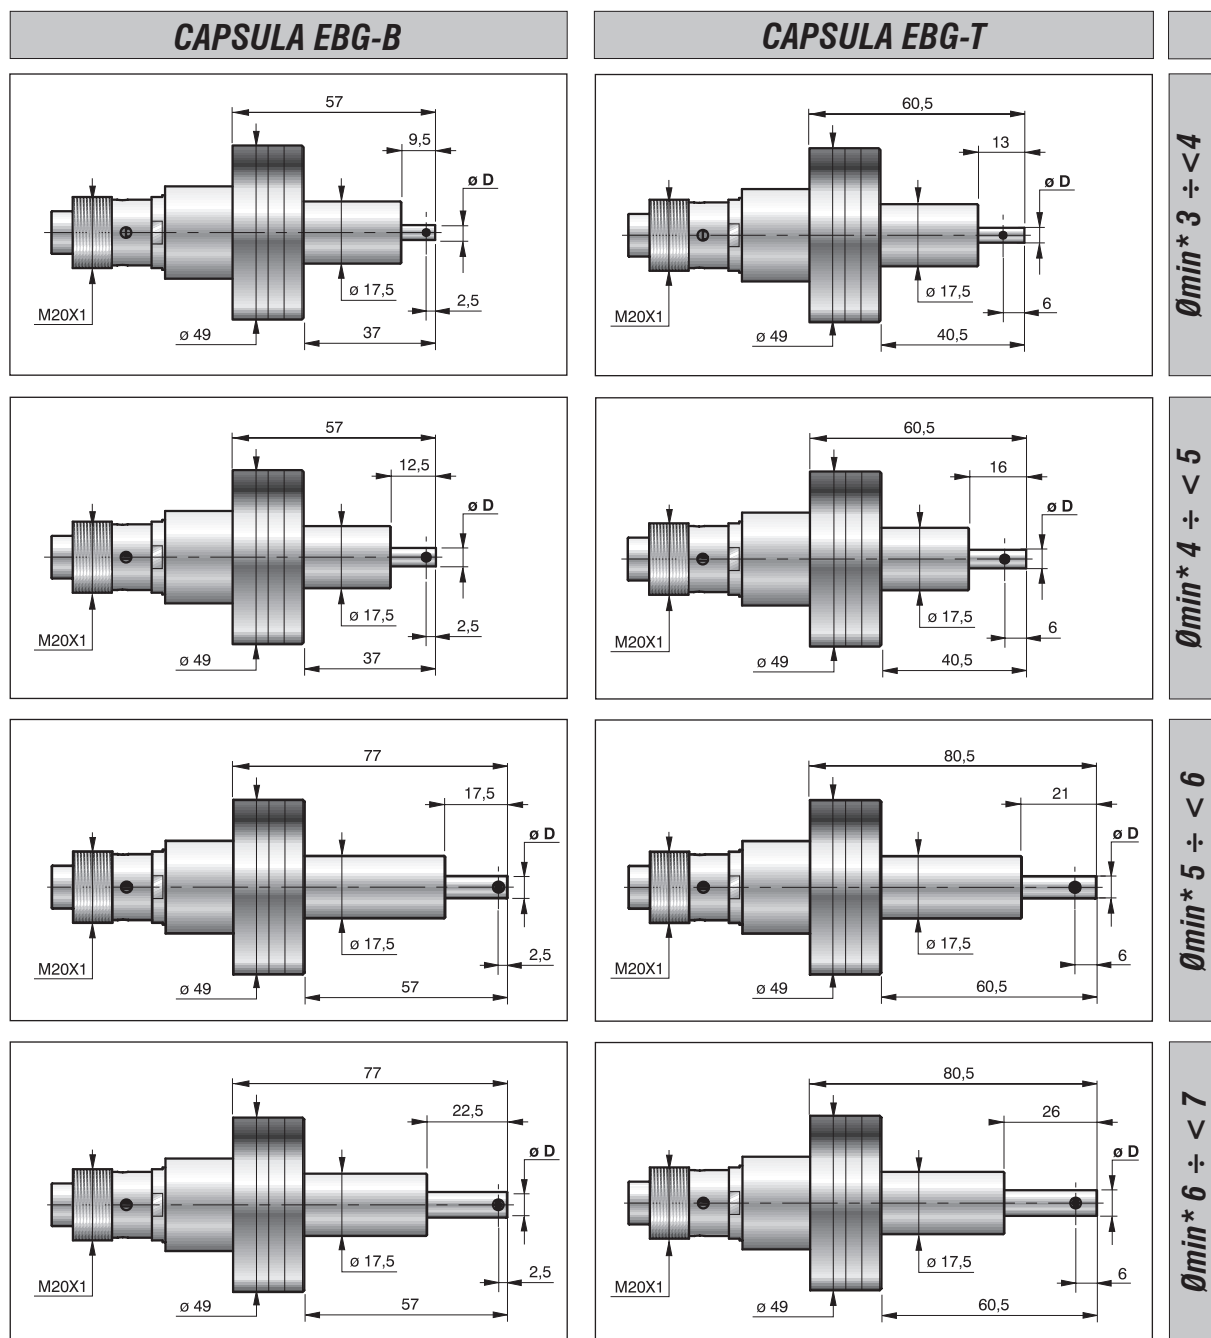 CAPSULA EBG-B
CAPSULA EBG-T
57
9,5
ø D
M20X1
ø 17,5
2,5
ø 49
37
60,5
13
ø D
M20X1
ø 17,5
6
ø 49
40,5
Ømin* 3 ÷ < 4
57
12,5
ø D
M20X1
ø 17,5
2,5
ø 49
37
60,5
16
ø D
M20X1
ø 17,5
6
ø 49
40,5
Ømin* 4 ÷ < 5
77
17,5
ø D
M20X1
ø 17,5
2,5
ø 49
57
80,5
21
ø D
M20X1
ø 17,5
6
ø 49
60,5
Ømin* 5 ÷ < 6
77
22,5
ø D
M20X1
ø 17,5
2,5
ø 49
57
80,5
26
ø D
M20X1
ø 17,5
6
ø 49
60,5
Ømin* 6 ÷ < 7